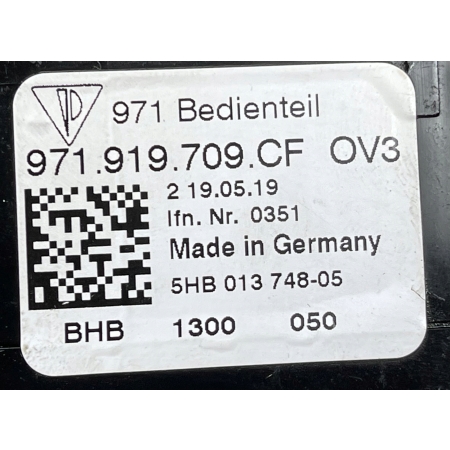 971 Bedienteil
971.919.709.CF OV3
2 19.05.19
lfn. Nr. 0351
Made in Germany
5HB 013 748-05
BHB 1300 050